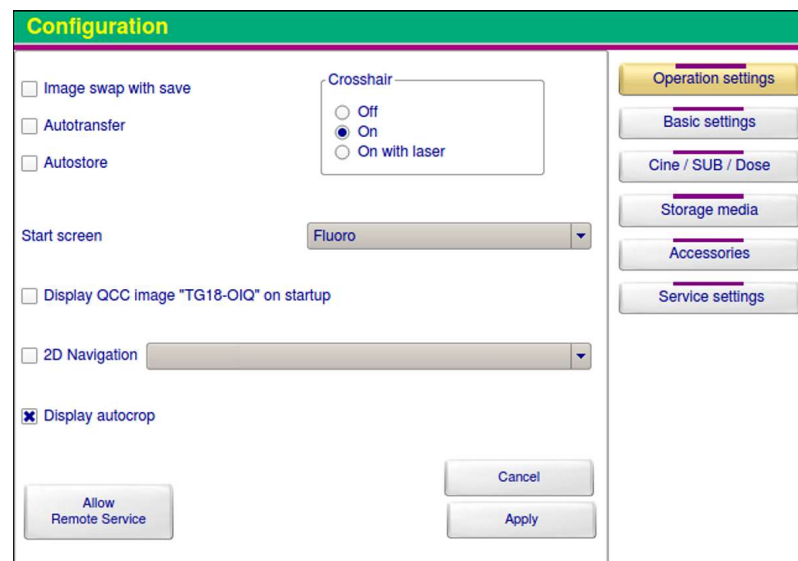 Configuration
Image swap with save
Autotransfer
Autostore
Crosshair
Off
On
On with laser
Start screen
Fluoro
Display QCC image "TG18-OIQ" on startup
2D Navigation
Display autocrop
Allow
Remote Service
Cancel
Apply
Operation settings
Basic settings
Cine / SUB / Dose
Storage media
Accessories
Service settings